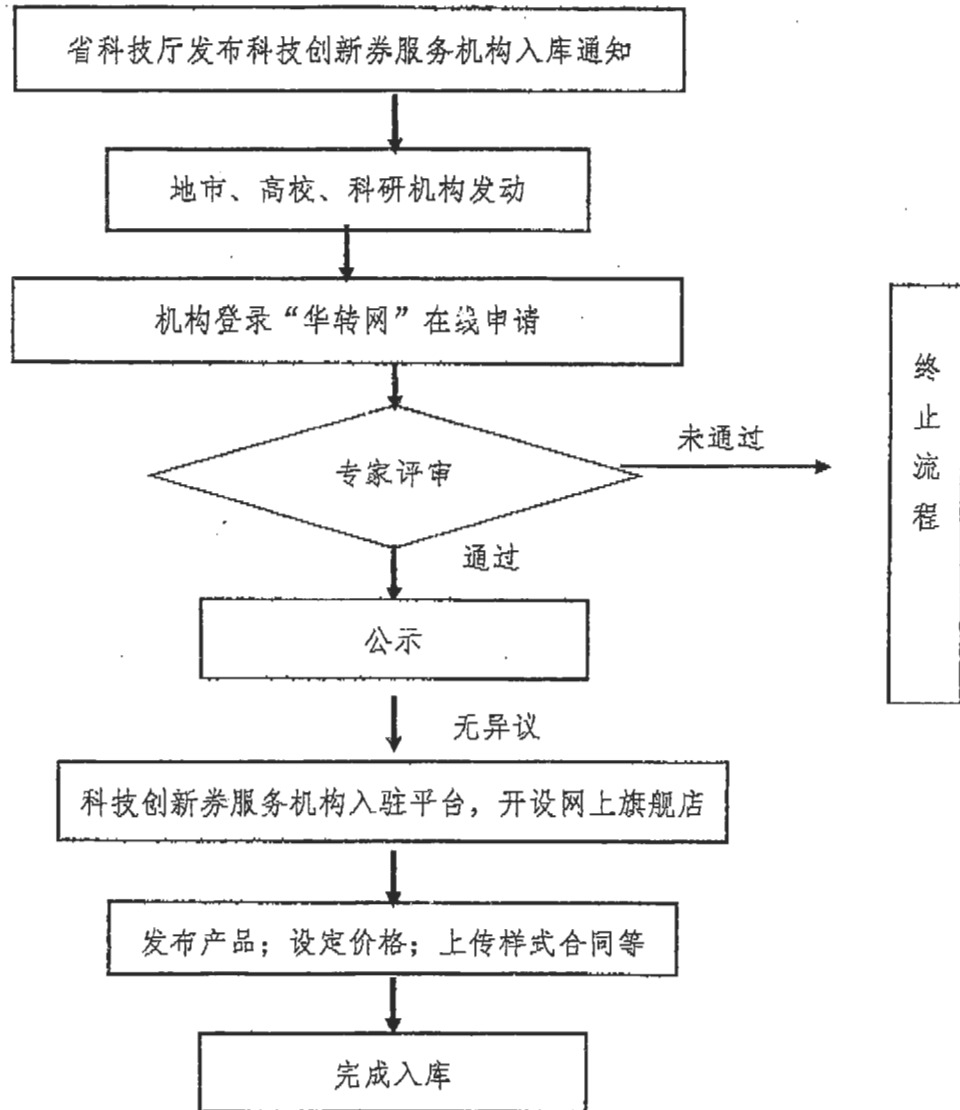 省科技厅发布科技创新券服务机构入库通知
地市、高校、科研机构发动
机构登录“华转网”在线申请
专家评审
未通过
终止流程
通过
公示
无异议
科技创新券服务机构入驻平台，开设网上旗舰店
发布产品；设定价格；上传样式合同等
完成入库